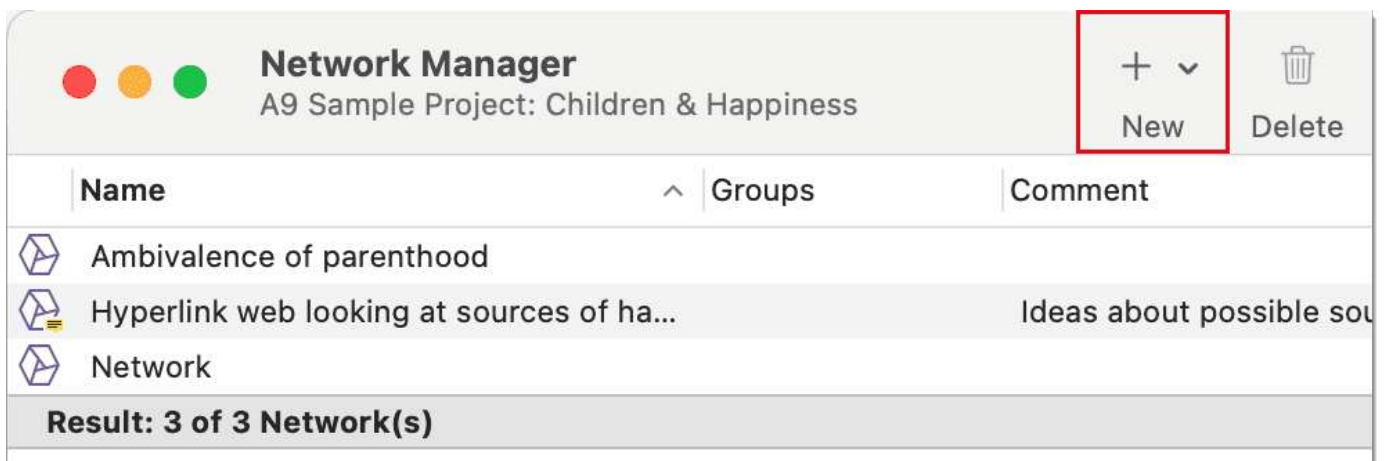 Network Manager
A9 Sample Project: Children & Happiness
+
New
Delete
Name Groups Comment
Ambivalence of parenthood
Hyperlink web looking at sources of ha... Ideas about possible
Network
Result: 3 of 3 Network(s)